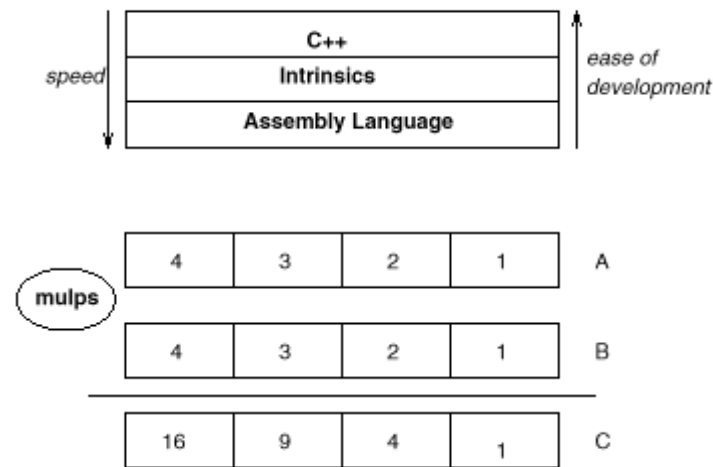 C++
speed
Intrinsics
ease of
development
Assembly Language
4 3 2 1 A
mulps
4 3 2 1 B
16 9 4 1 C